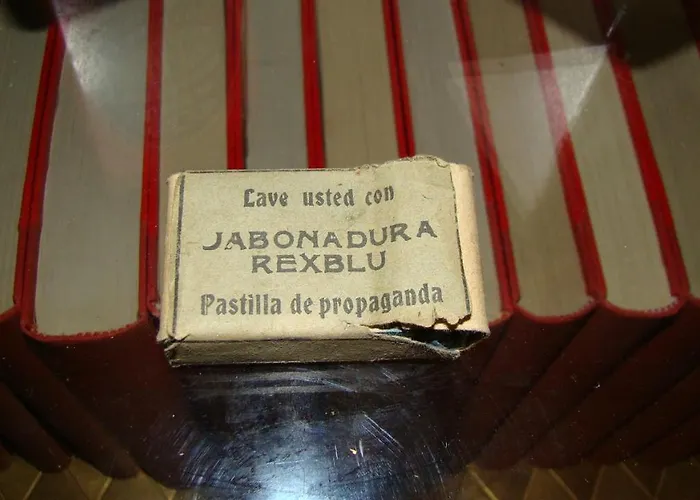 Lave usted con
JABONADURA
REXBLU
Pastilla de propaganda